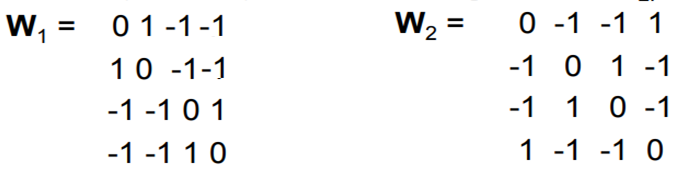 W₁ = 0 1 -1 -1 W₂ = 0 -1 -1 1
1 0 -1-1 -1 0 1 -1
-1 -1 0 1 -1 1 0 -1
-1 -1 1 0 1 -1 -1 0